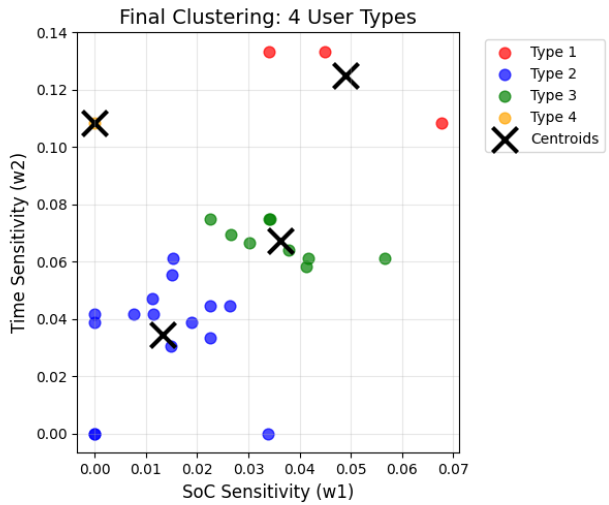 Final Clustering: 4 User Types
0.14
0.12
0.10
0.08
0.06
0.04
0.02
0.00
Time Sensitivity (w2)
0.00 0.01 0.02 0.03 0.04 0.05 0.06 0.07
SoC Sensitivity (w1)
Type 1
Type 2
Type 3
Type 4
Centroids